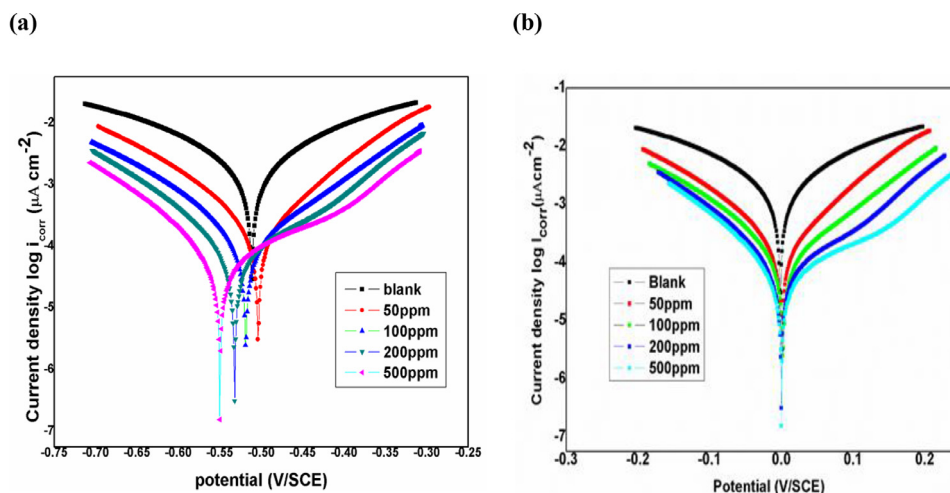 (a)
(b)
Current density log i_corr (μA cm⁻²)
-2
-3
-4
-5
-6
-7
blank
50ppm
100ppm
200ppm
500ppm
-0.75 -0.70 -0.65 -0.60 -0.55 -0.50 -0.45 -0.40 -0.35 -0.30 -0.25
potential (V/SCE)
Current density log I_corr (μAcm⁻²)
-1
-2
-3
-4
-5
-6
-7
Blank
50ppm
100ppm
200ppm
500ppm
-0.3 -0.2 -0.1 0.0 0.1 0.2
Potential (V/SCE)